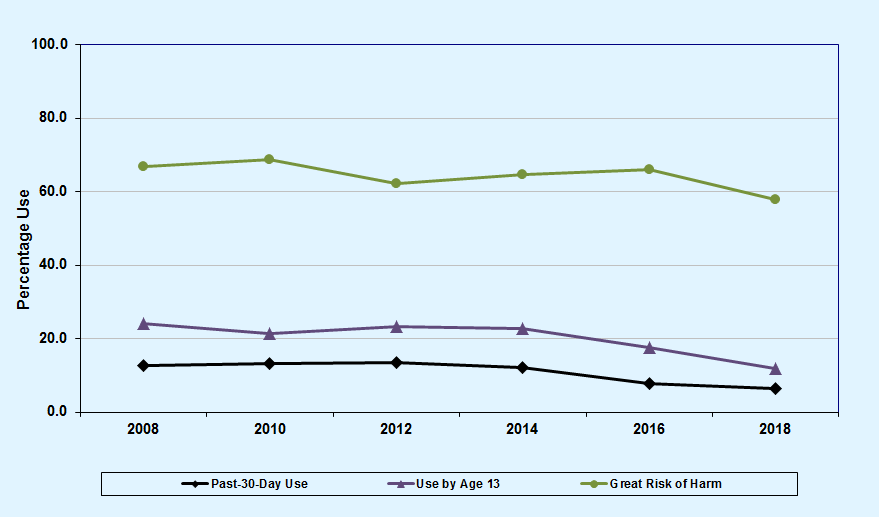 100.0
80.0
60.0
40.0
20.0
0.0
Percentage Use
2008 2010 2012 2014 2016 2018
Past-30-Day Use Use by Age 13 Great Risk of Harm